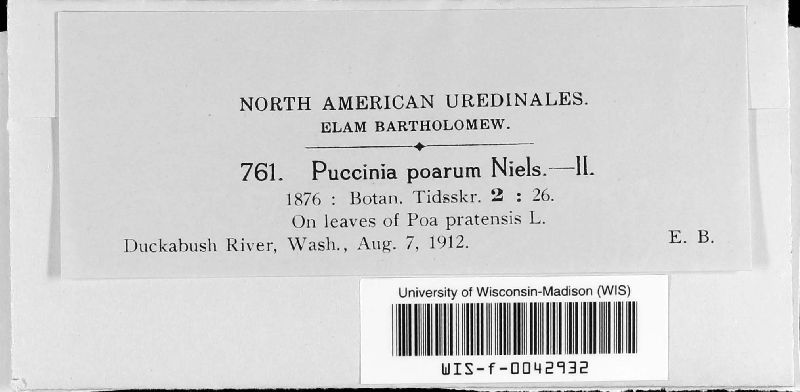 NORTH AMERICAN UREDINALES.
ELAM BARTHOLOMEW.
761. Puccinia poarum Niels.—II.
1876 : Botan. Tidsskr. 2 : 26.
On leaves of Poa pratensis L.
Duckabush River, Wash., Aug. 7, 1912. E. B.
University of Wisconsin-Madison (WIS)
WIS-f-0042932